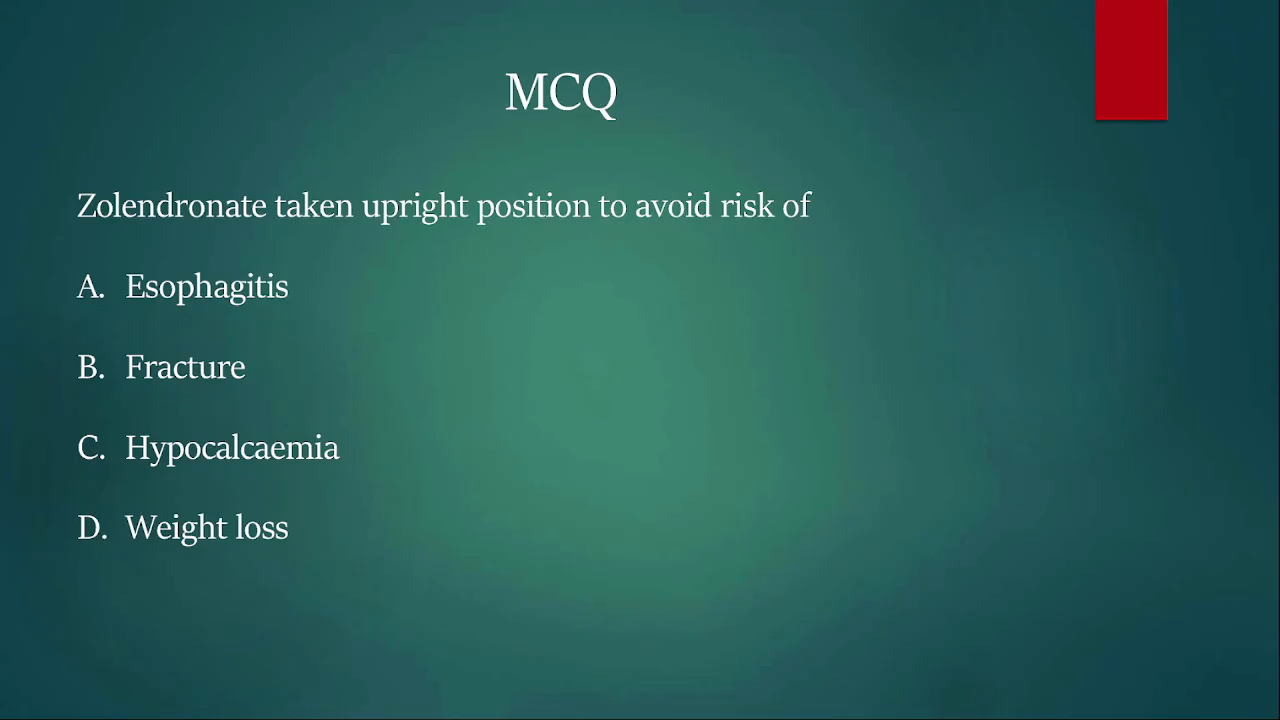 MCQ
Zolendronate taken upright position to avoid risk of
A. Esophagitis
B. Fracture
C. Hypocalcaemia
D. Weight loss